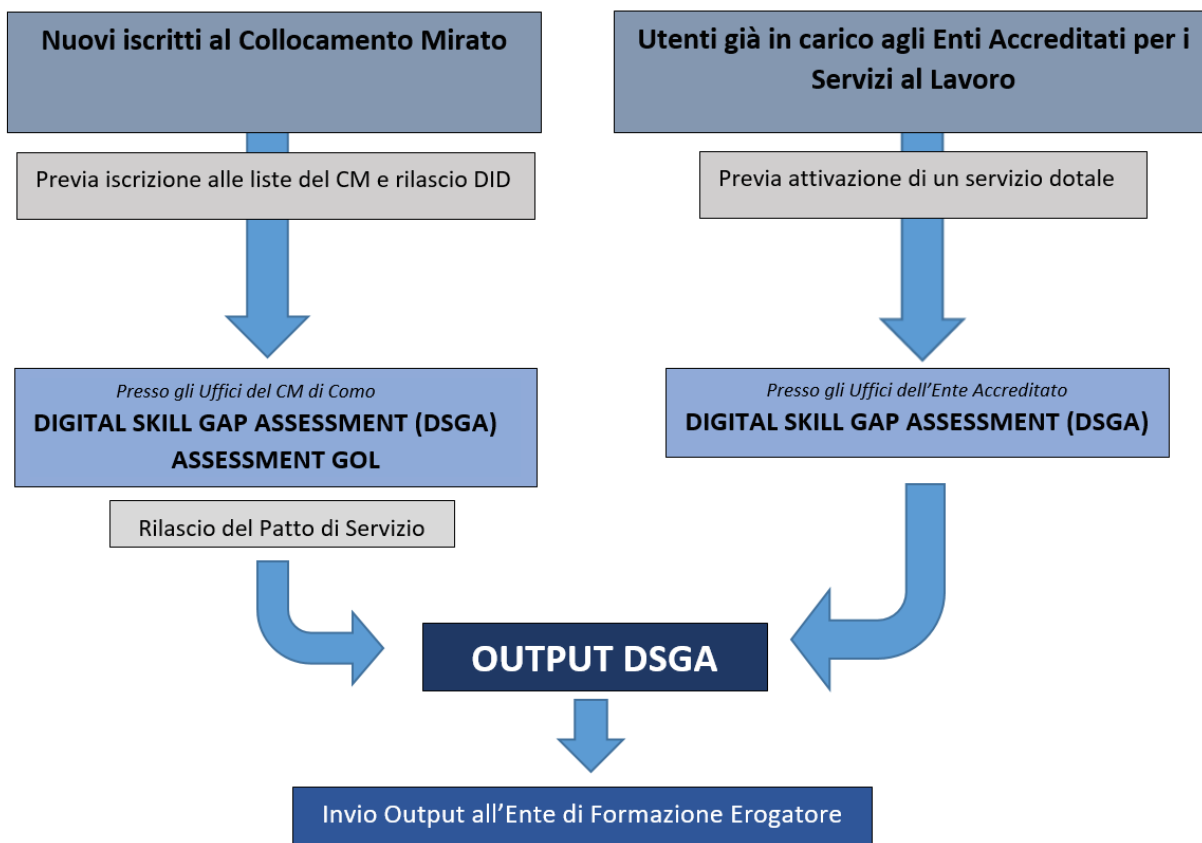 Nuovi iscritti al Collocamento Mirato
Utenti già in carico agli Enti Accreditati per i
Servizi al Lavoro
Previa iscrizione alle liste del CM e rilascio DID
Previa attivazione di un servizio dotale
Presso gli Uffici del CM di Como
DIGITAL SKILL GAP ASSESSMENT (DSGA)
ASSESSMENT GOL
Presso gli Uffici dell’Ente Accreditato
DIGITAL SKILL GAP ASSESSMENT (DSGA)
Rilascio del Patto di Servizio
OUTPUT DSGA
Invio Output all’Ente di Formazione Erogatore